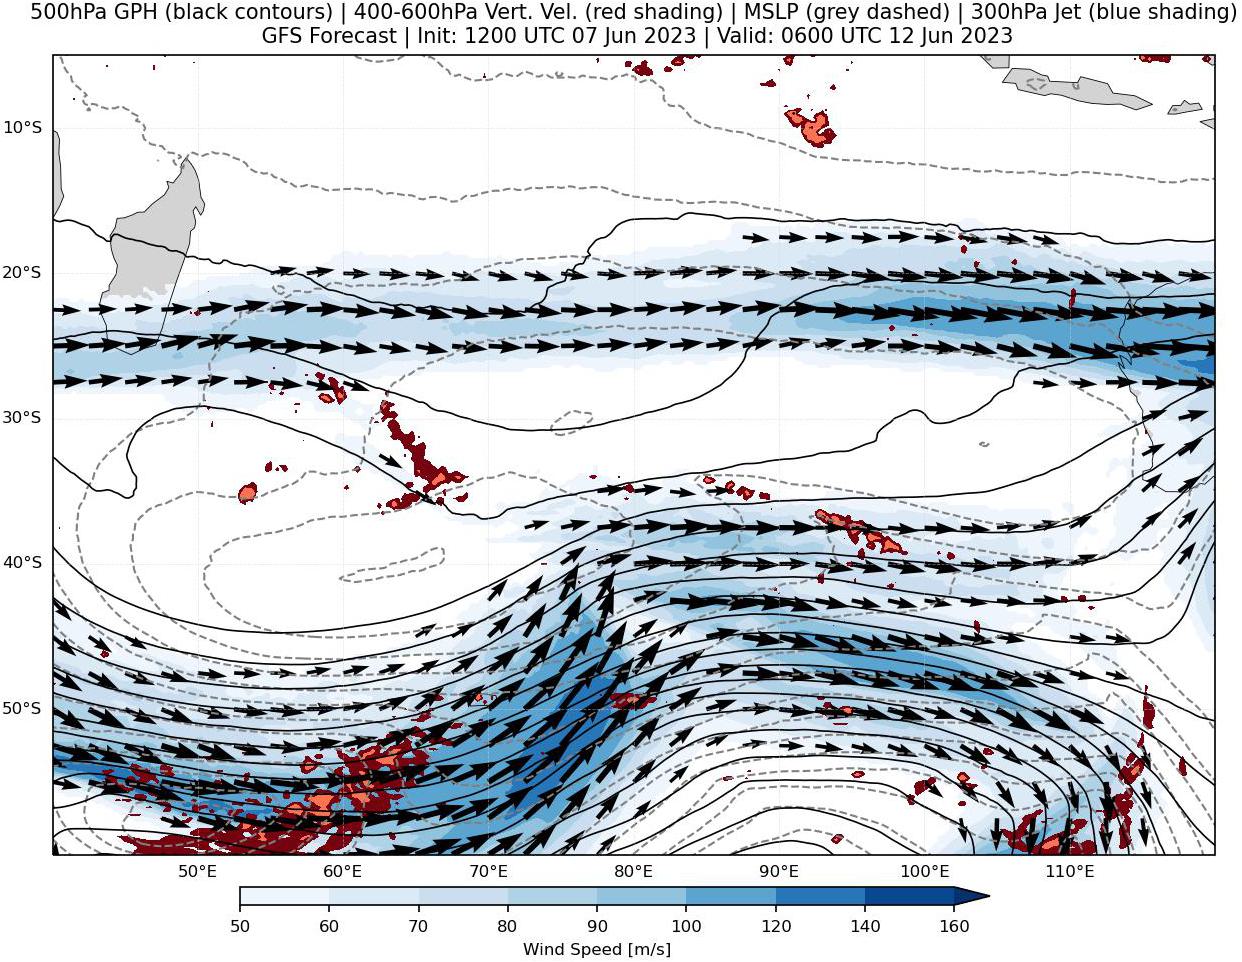 500hPa GPH (black contours) | 400-600hPa Vert. Vel. (red shading) | MSLP (grey dashed) | 300hPa Jet (blue shading)
GFS Forecast | Init: 1200 UTC 07 Jun 2023 | Valid: 0600 UTC 12 Jun 2023
10°S
20°S
30°S
40°S
50°S
50°E 60°E 70°E 80°E 90°E 100°E 110°E
50 60 70 80 90 100 120 140 160
Wind Speed [m/s]